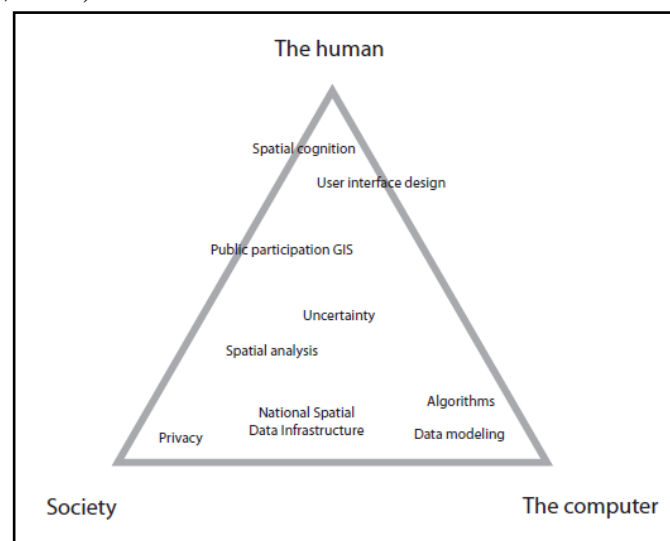 The human
Spatial cognition
User interface design
Public participation GIS
Uncertainty
Spatial analysis
Algorithms
National Spatial
Data Infrastructure
Data modeling
Privacy
Society
The computer